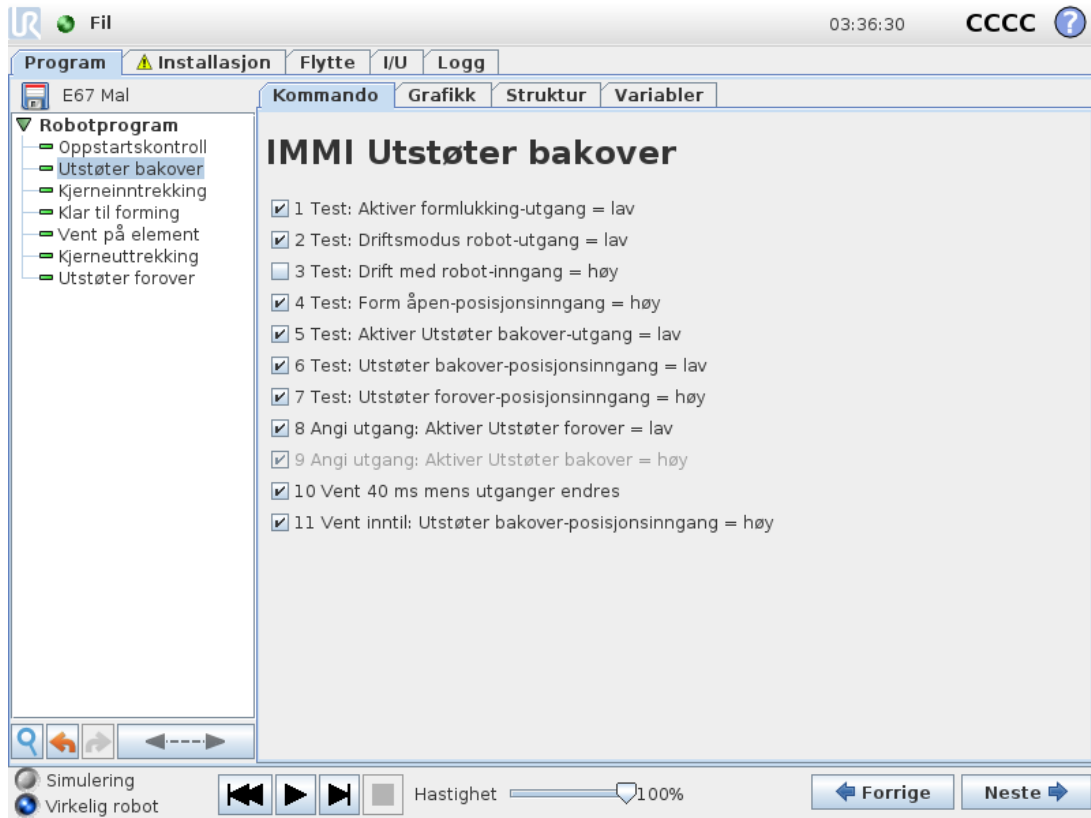 UR Fil 03:36:30 CCCC ?
Program Installasjon Flytte I/U Logg
E67 Mal Kommando Grafikk Struktur Variabler
Robotprogram
Oppstartskontroll
Utstøter bakover
Kjerneinntrekking
Klar til forming
Vent på element
Kjerneuttrekking
Utstøter forover
IMMI Utstøter bakover
1 Test: Aktiver formlukking-utgang = lav
2 Test: Driftsmodus robot-utgang = lav
3 Test: Drift med robot-inngang = høy
4 Test: Form åpen-posisjonsinngang = høy
5 Test: Aktiver Utstøter bakover-utgang = lav
6 Test: Utstøter bakover-posisjonsinngang = lav
7 Test: Utstøter forover-posisjonsinngang = høy
8 Angi utgang: Aktiver Utstøter forover = lav
9 Angi utgang: Aktiver Utstøter bakover = høy
10 Vent 40 ms mens utganger endres
11 Vent inntil: Utstøter bakover-posisjonsinngang = høy
Simulering
Virkelig robot
Hastighet 100% Forrige Neste